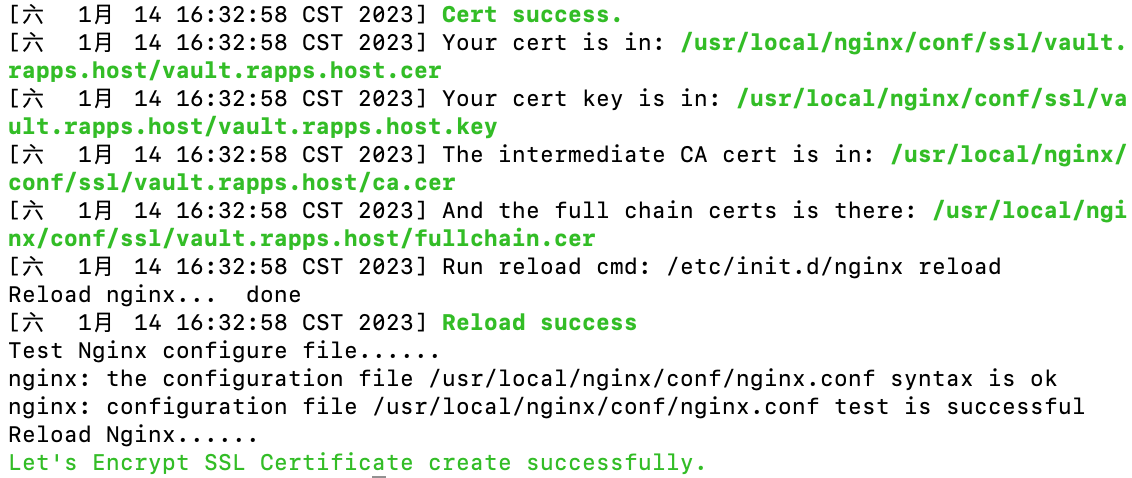 [六  1月 14 16:32:58 CST 2023] Cert success.
[六  1月 14 16:32:58 CST 2023] Your cert is in: /usr/local/nginx/conf/ssl/vault.
rapps.host/vault.rapps.host.cer
[六  1月 14 16:32:58 CST 2023] Your cert key is in: /usr/local/nginx/conf/ssl/va
ult.rapps.host/vault.rapps.host.key
[六  1月 14 16:32:58 CST 2023] The intermediate CA cert is in: /usr/local/nginx/
conf/ssl/vault.rapps.host/ca.cer
[六  1月 14 16:32:58 CST 2023] And the full chain certs is there: /usr/local/ngi
nx/conf/ssl/vault.rapps.host/fullchain.cer
[六  1月 14 16:32:58 CST 2023] Run reload cmd: /etc/init.d/nginx reload
Reload nginx...  done
[六  1月 14 16:32:58 CST 2023] Reload success
Test Nginx configure file......
nginx: the configuration file /usr/local/nginx/conf/nginx.conf syntax is ok
nginx: configuration file /usr/local/nginx/conf/nginx.conf test is successful
Reload Nginx......
Let's Encrypt SSL Certificate create successfully.